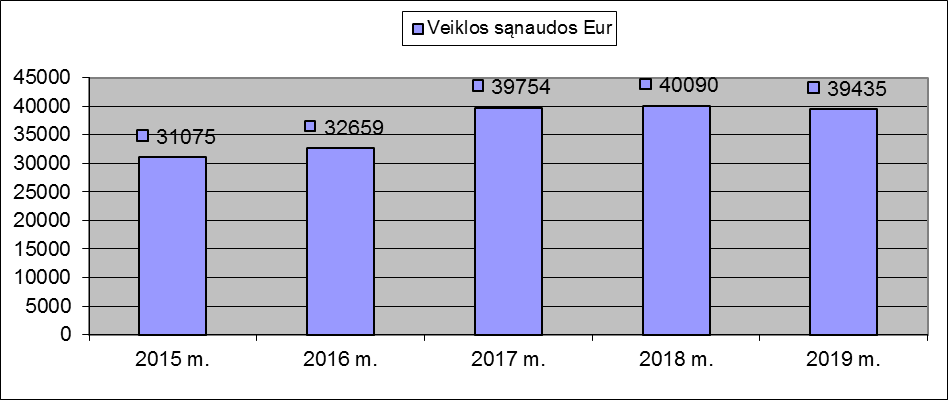 Veiklos sąnaudos Eur
45000
40000
35000
30000
25000
20000
15000
10000
5000
0
31075
32659
39754
40090
39435
2015 m.
2016 m.
2017 m.
2018 m.
2019 m.